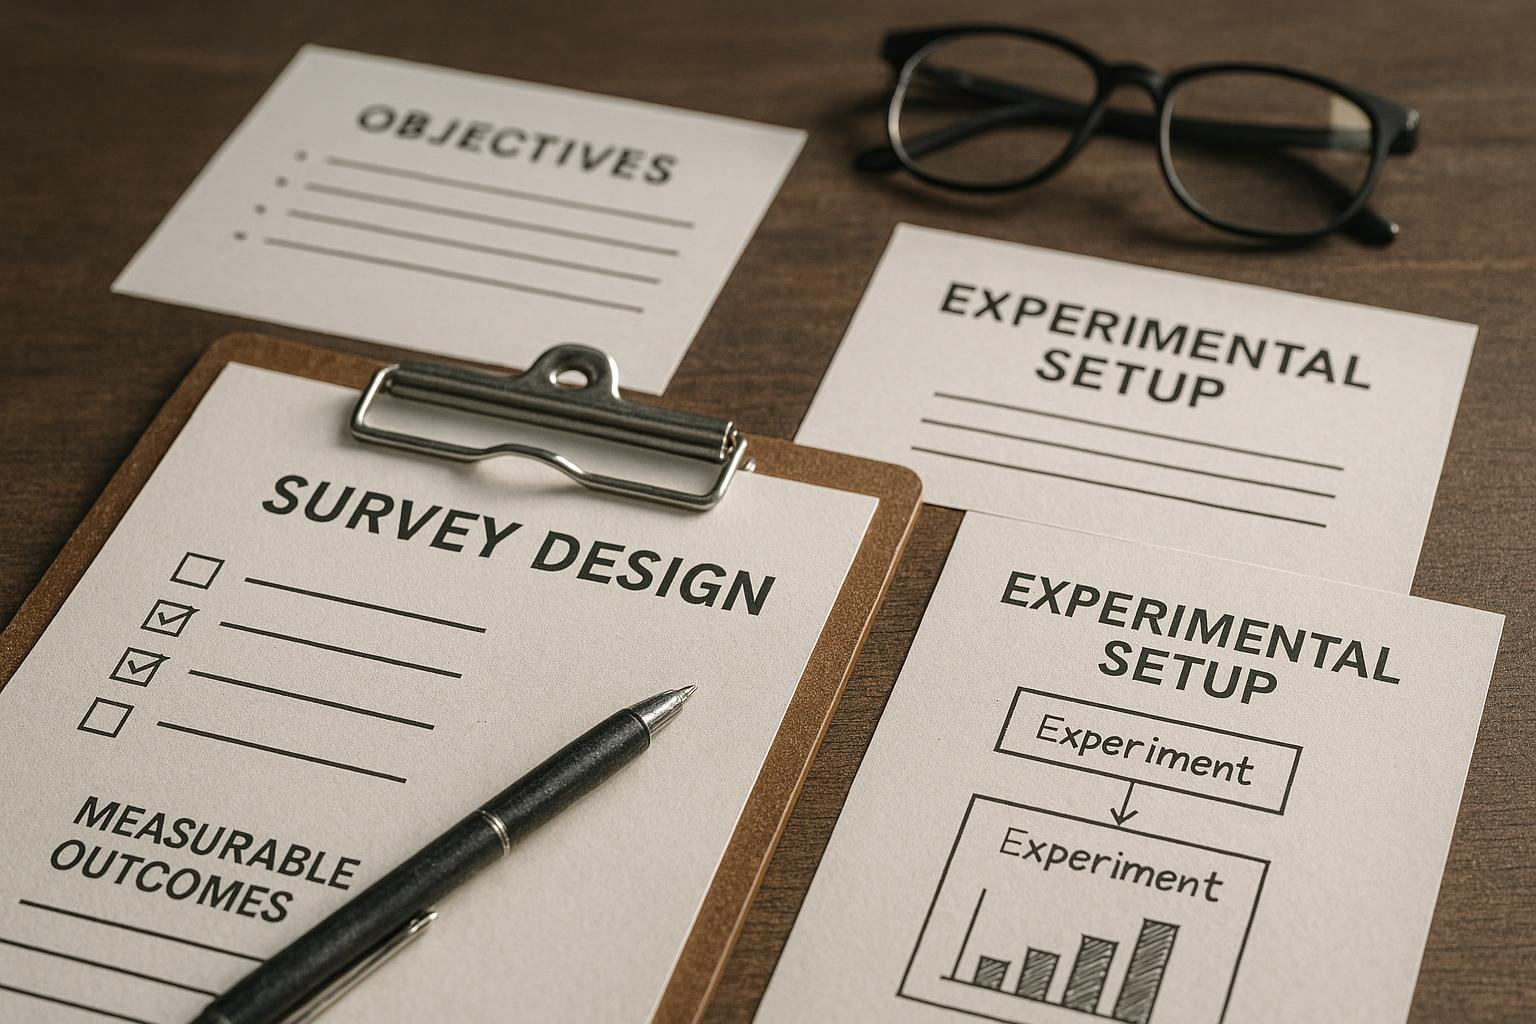 OBJECTIVES
EXPERIMENTAL
SETUP
SURVEY DESIGN
MEASURABLE
OUTCOMES
EXPERIMENTAL
SETUP
Experiment
Experiment